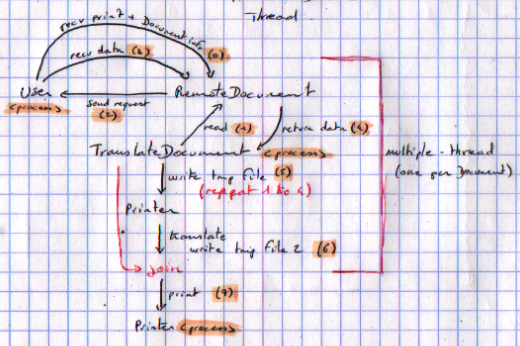 Thread
recv print + Document info (0)
recv data (3)
User
RemoteDocument
(process)
send request
(2)
read (1)
return data (4)
TranslateDocument (process)
multiple-thread
(one per Document)
write tmp file (5)
(reppat 1 to 4)
Printer
translate
write tmp file 2 (6)
join
print (7)
Printer (process)